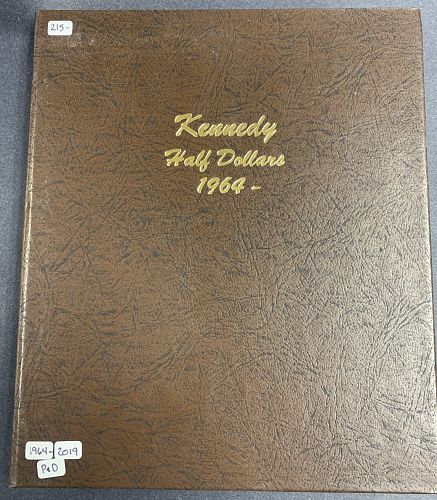 215-
Kennedy
Half Dollars
1964-
1964- 2019
P&D